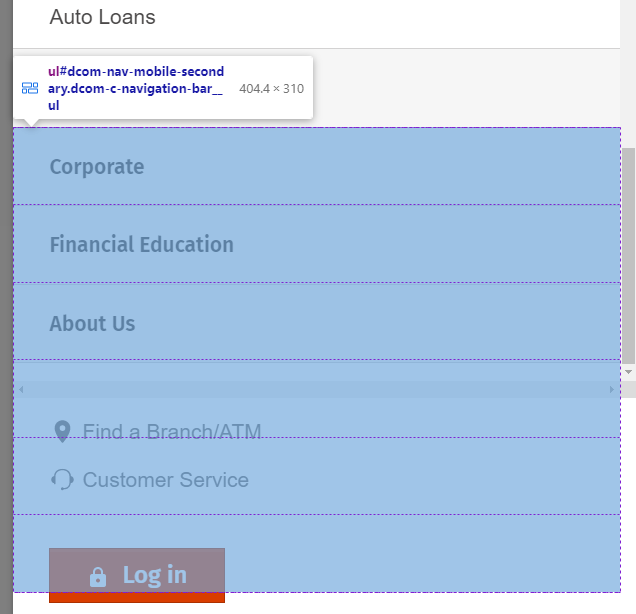 Auto Loans
ul#dcom-nav-mobile-second
ary.dcom-c-navigation-bar__
ul
404.4 × 310
Corporate
Financial Education
About Us
Find a Branch/ATM
Customer Service
Log in